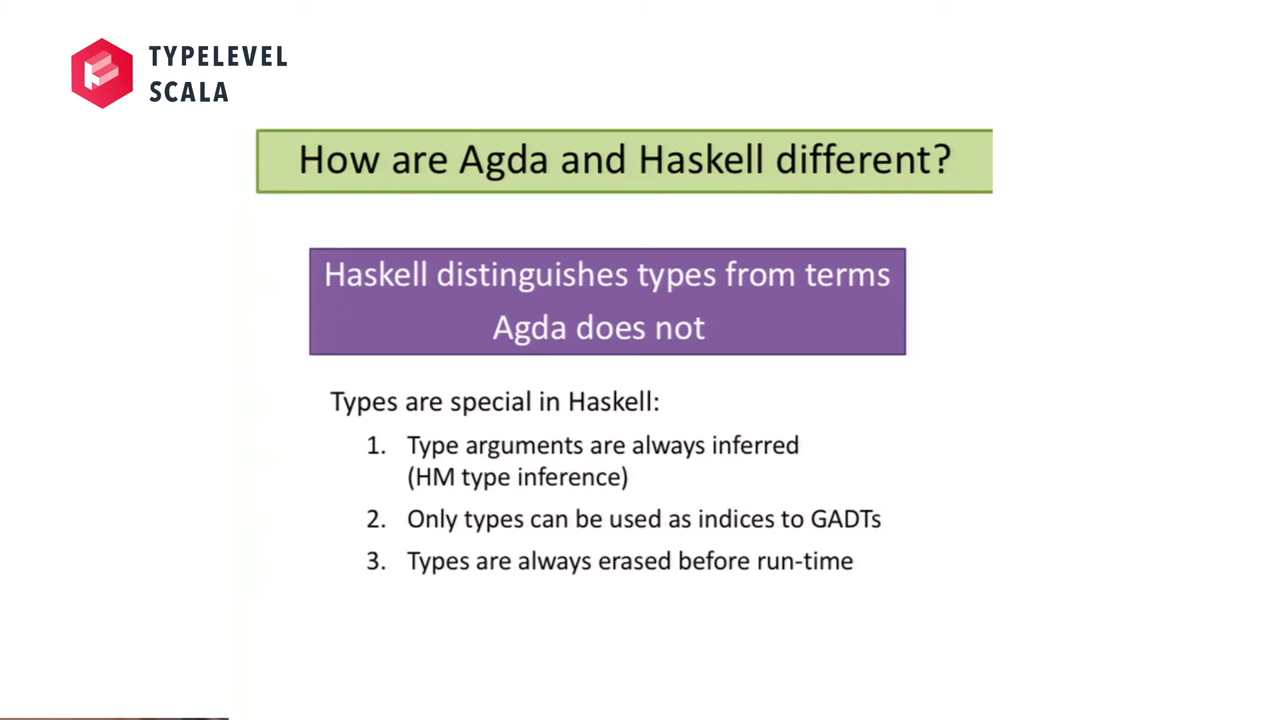 TYPELEVEL
SCALA
How are Agda and Haskell different?
Haskell distinguishes types from terms
Agda does not
Types are special in Haskell:
1. Type arguments are always inferred
(HM type inference)
2. Only types can be used as indices to GADTs
3. Types are always erased before run-time